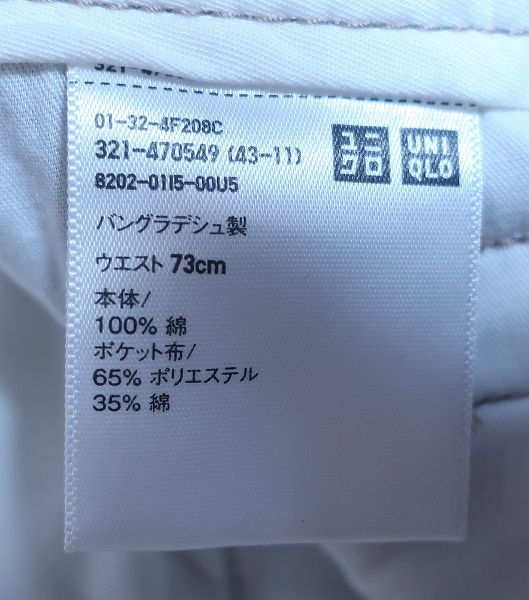 01-32-4F208C
321-470549 (43-11)
8202-0115-00U5
ユニクロ
UNIQLO
バングラデシュ製
ウエスト 73cm
本体/
100% 綿
ポケット布/
65% ポリエステル
35% 綿